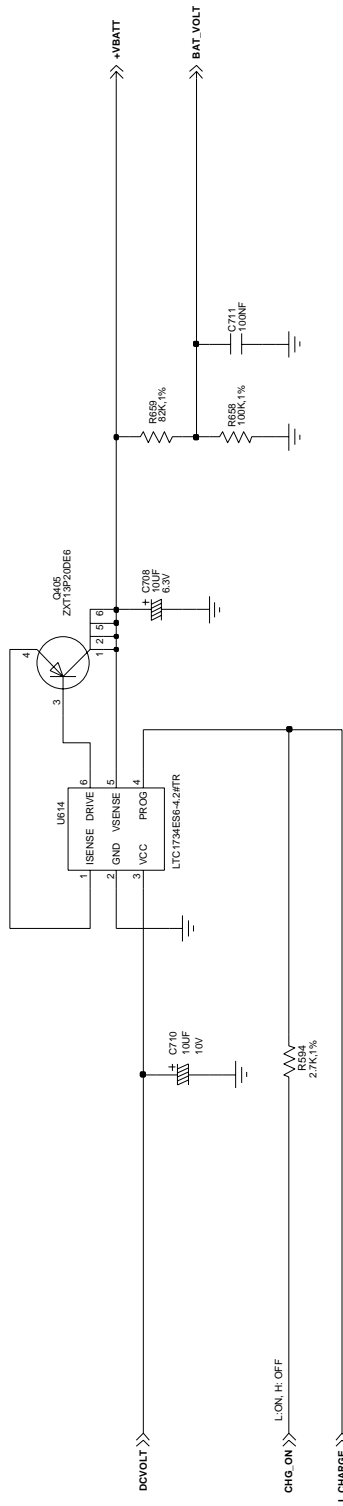 +VBATT
BAT_VOLT
C711
100NF
R659
82K,1%
R658
100K,1%
Q405
ZXT13P20DE6
4
3
6
5
2
1
+
C708
10UF
6.3V
U614
1
ISENSE
DRIVE
6
2
GND
VSENSE
5
3
VCC
PROG
4
LTC1734ES6-4.2#TR
+
C710
10UF
10V
R594
2.7K,1%
DCVOLT
L:ON, H: OFF
CHG_ON
I_CHARGE